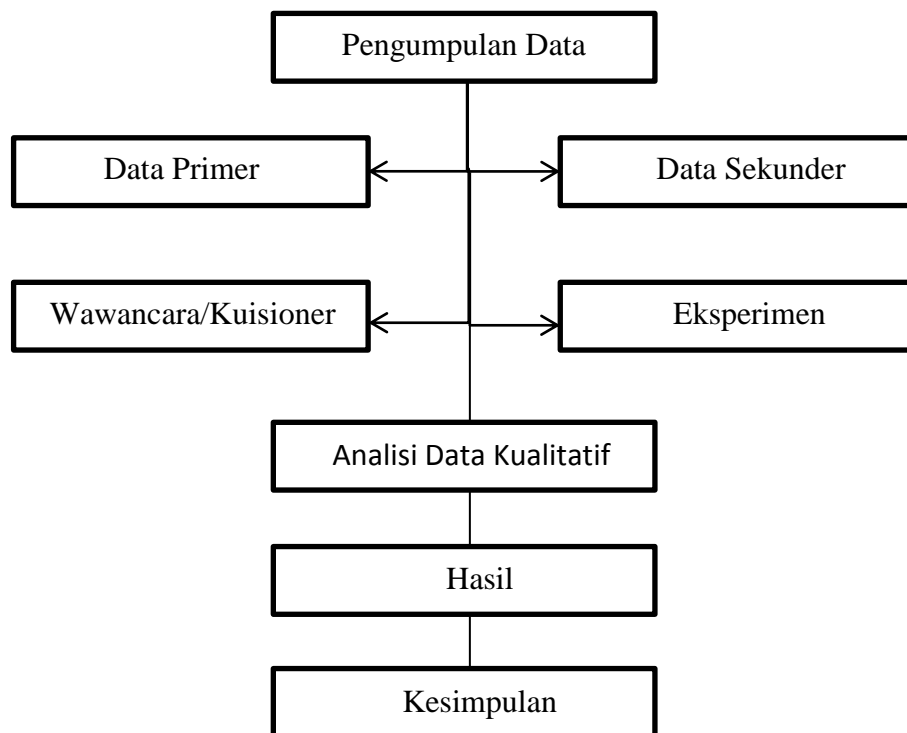 Pengumpulan Data
Data Primer
Data Sekunder
Wawancara/Kuisioner
Eksperimen
Analisi Data Kualitatif
Hasil
Kesimpulan